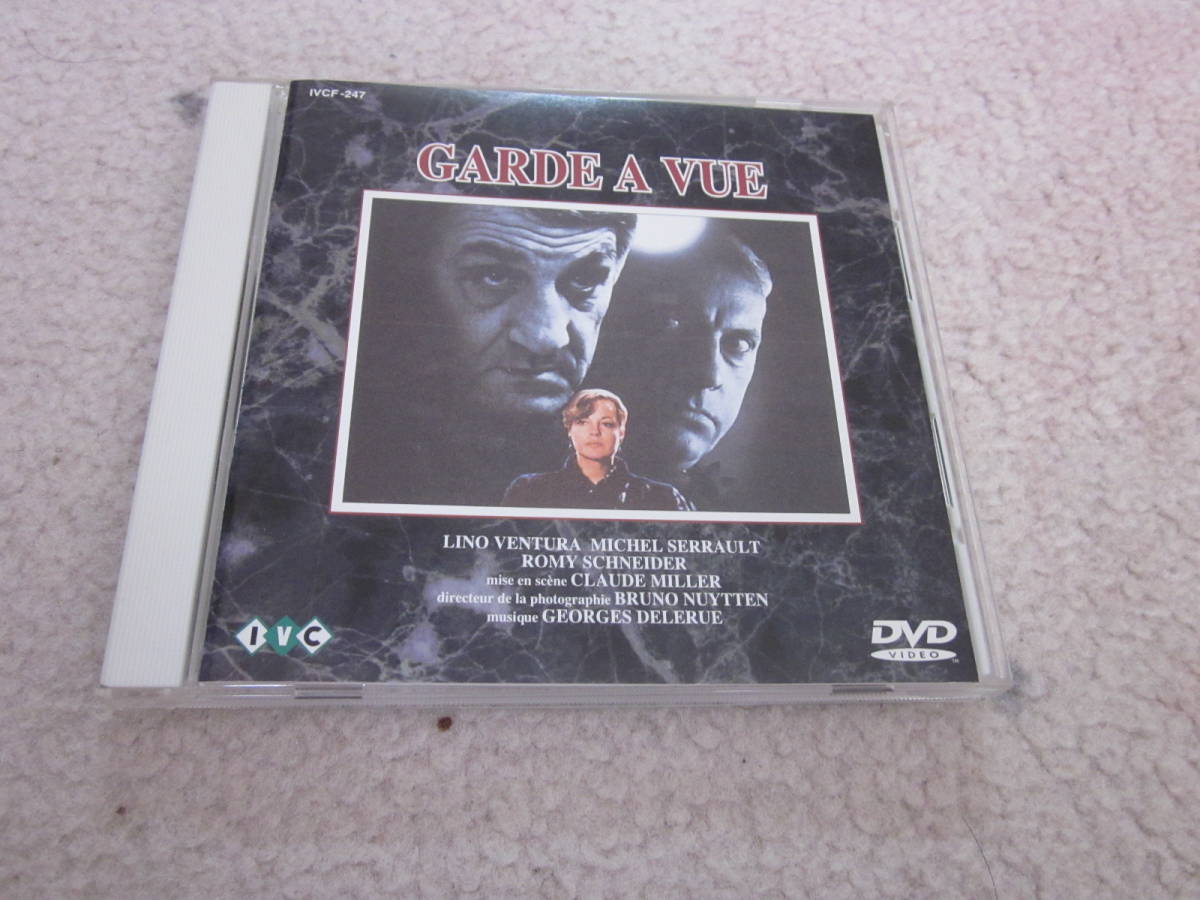 IVCF-247
GARDE A VUE
LINO VENTURA MICHEL SERRAULT
ROMY SCHNEIDER
mise en scène CLAUDE MILLER
directeur de la photographie BRUNO NUYTTEN
musique GEORGES DELERUE
IVC
DVD
VIDEO
TM